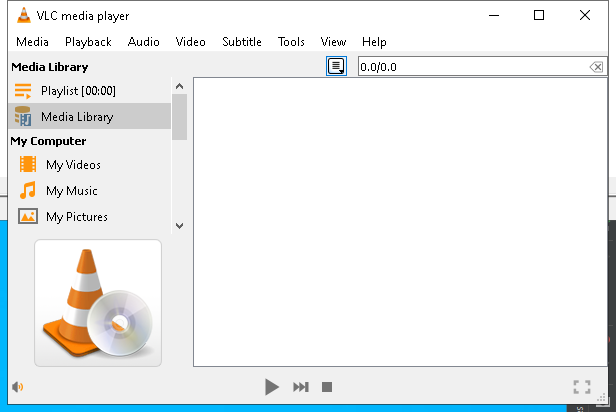 VLC media player
Media Playback Audio Video Subtitle Tools View Help
Media Library
0.0/0.0
Playlist [00:00]
Media Library
My Computer
My Videos
My Music
My Pictures